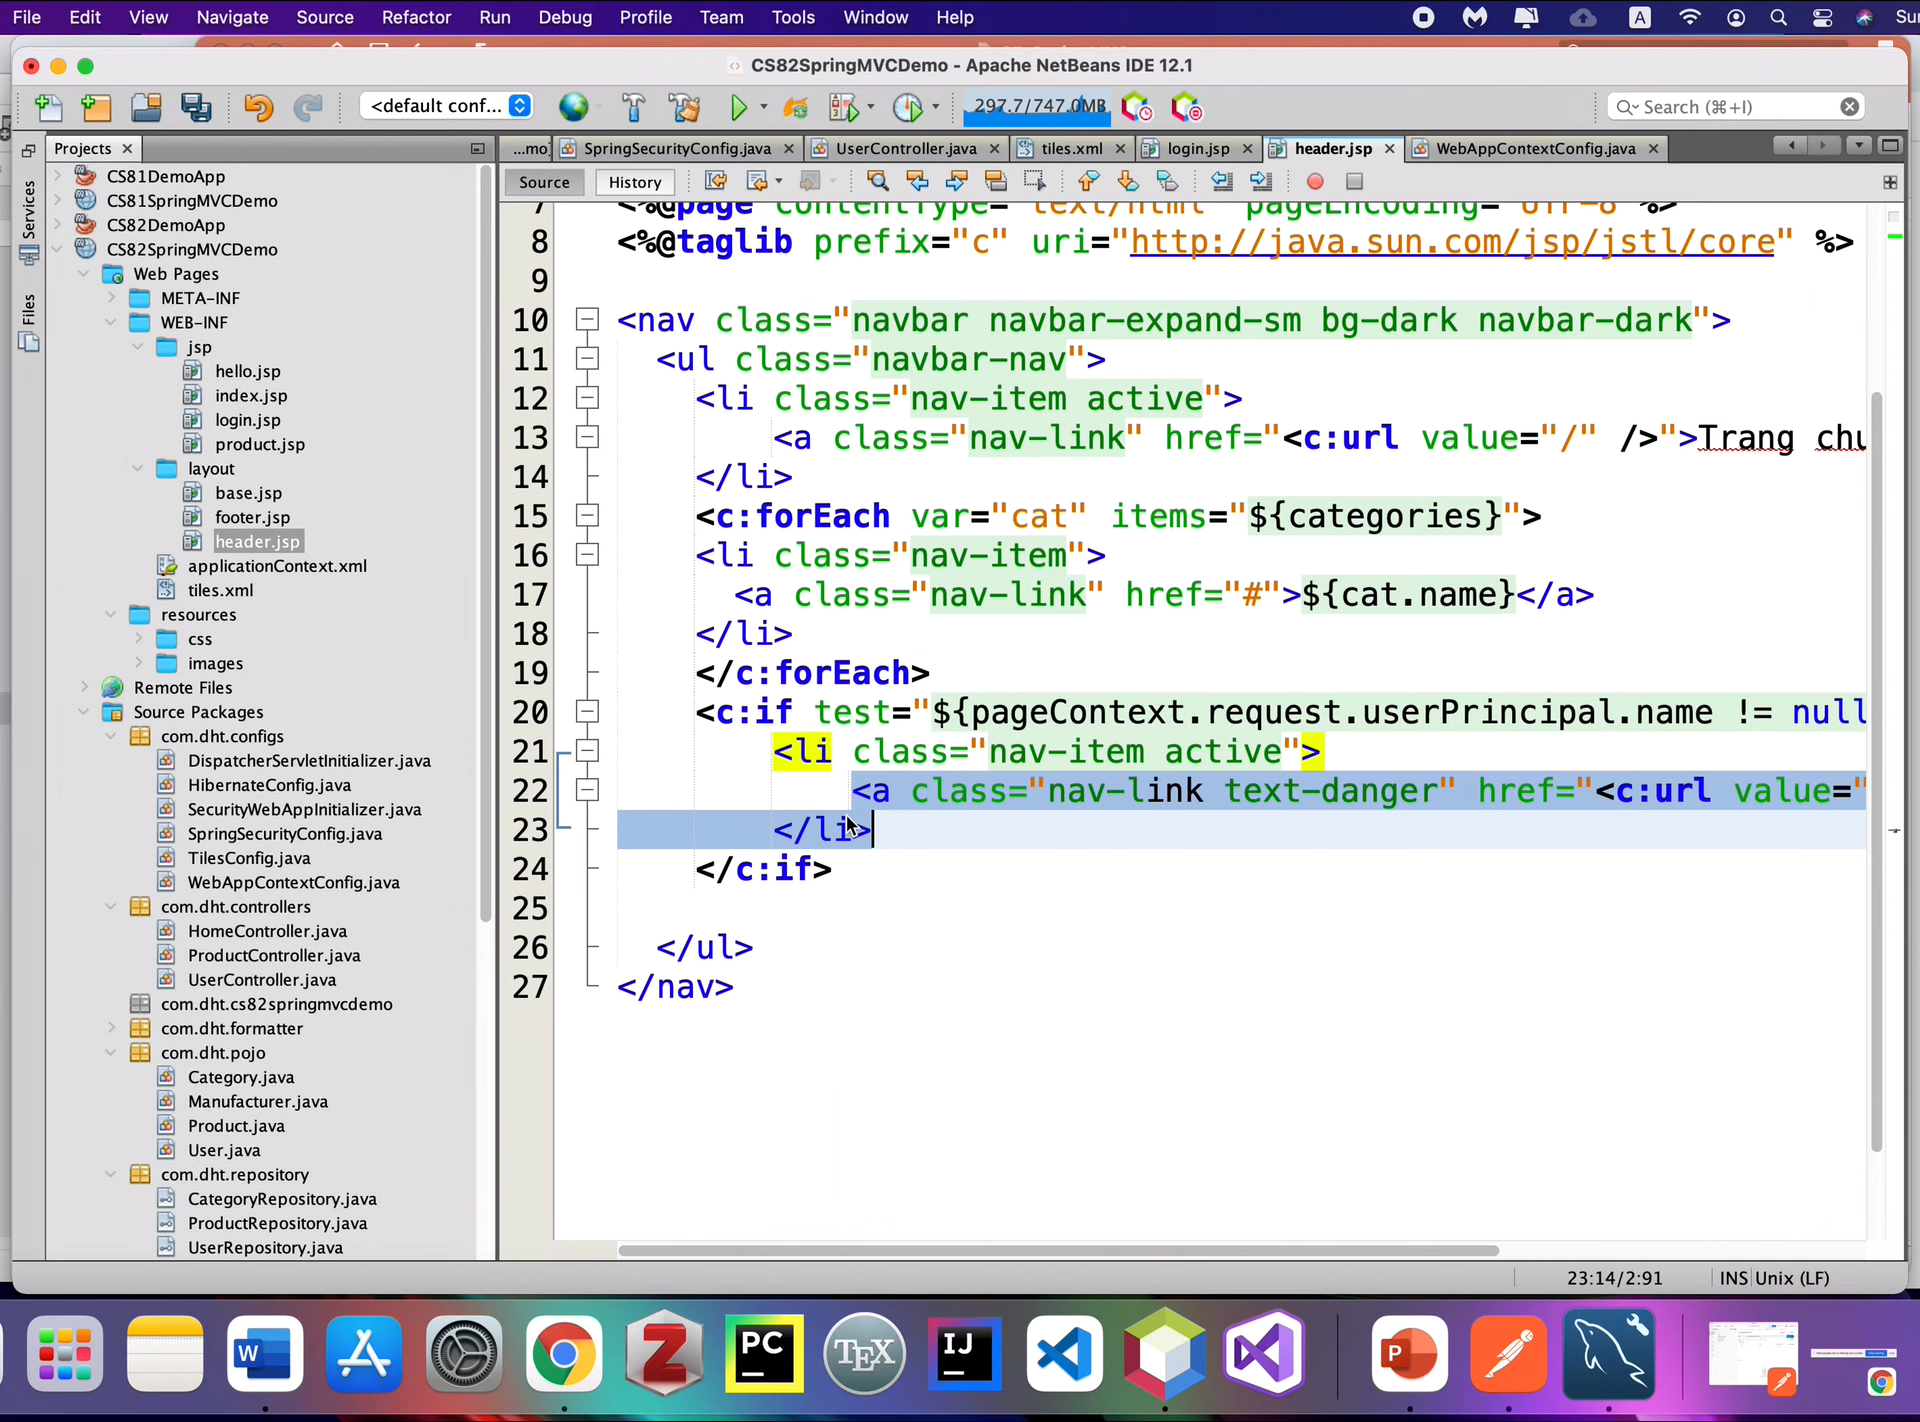 File Edit View Navigate Source Refactor Run Debug Profile Team Tools Window Help
CS82SpringMVCDemo - Apache NetBeans IDE 12.1
<default conf... 297.7/747.0MB Search (⌘+I)
Projects
...mo] SpringSecurityConfig.java UserController.java tiles.xml login.jsp header.jsp WebAppContextConfig.java
Source History
Services
Files
CS81DemoApp
CS81SpringMVCDemo
CS82DemoApp
CS82SpringMVCDemo
Web Pages
META-INF
WEB-INF
jsp
hello.jsp
index.jsp
login.jsp
product.jsp
layout
base.jsp
footer.jsp
header.jsp
applicationContext.xml
tiles.xml
resources
css
images
Remote Files
Source Packages
com.dht.configs
DispatcherServletInitializer.java
HibernateConfig.java
SecurityWebAppInitializer.java
SpringSecurityConfig.java
TilesConfig.java
WebAppContextConfig.java
com.dht.controllers
HomeController.java
ProductController.java
UserController.java
com.dht.cs82springmvcdemo
com.dht.formatter
com.dht.pojo
Category.java
Manufacturer.java
Product.java
User.java
com.dht.repository
CategoryRepository.java
ProductRepository.java
UserRepository.java
7 <%@page contentType="text/html" pageEncoding="UTF-8"%>
8 <%@taglib prefix="c" uri="http://java.sun.com/jsp/jstl/core" %>
9
10 <nav class="navbar navbar-expand-sm bg-dark navbar-dark">
11 <ul class="navbar-nav">
12 <li class="nav-item active">
13 <a class="nav-link" href="<c:url value="/" />">Trang chu
14 </li>
15 <c:forEach var="cat" items="${categories}">
16 <li class="nav-item">
17 <a class="nav-link" href="#">${cat.name}</a>
18 </li>
19 </c:forEach>
20 <c:if test="${pageContext.request.userPrincipal.name != null
21 <li class="nav-item active">
22 <a class="nav-link text-danger" href="<c:url value="
23 </li>
24 </c:if>
25
26 </ul>
27 </nav>
23:14/2:91 INS Unix (LF)